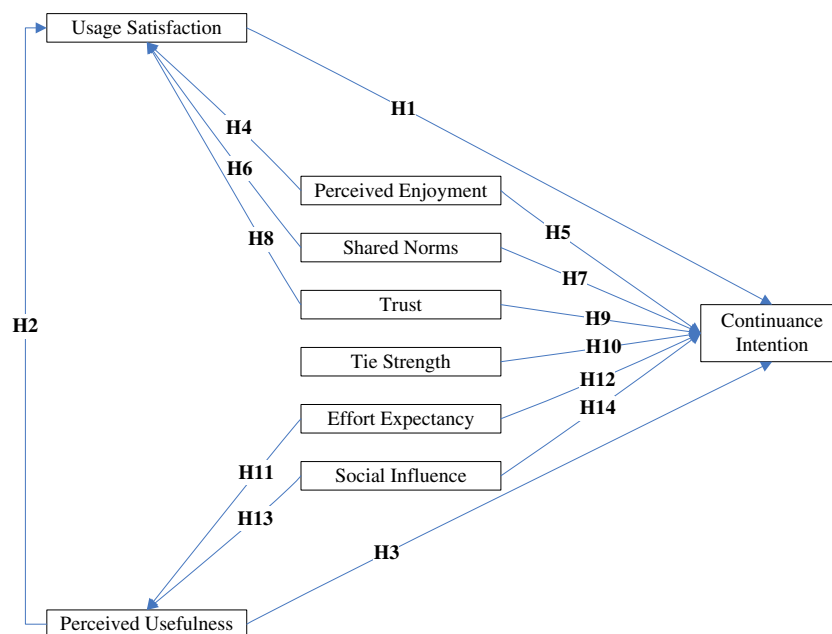 Usage Satisfaction
H1
H4
H6
Perceived Enjoyment
H5
H8
Shared Norms
H7
Trust
H9
H2
Continuance
Intention
Tie Strength
H10
H12
Effort Expectancy
H14
H11
Social Influence
H13
H3
Perceived Usefulness